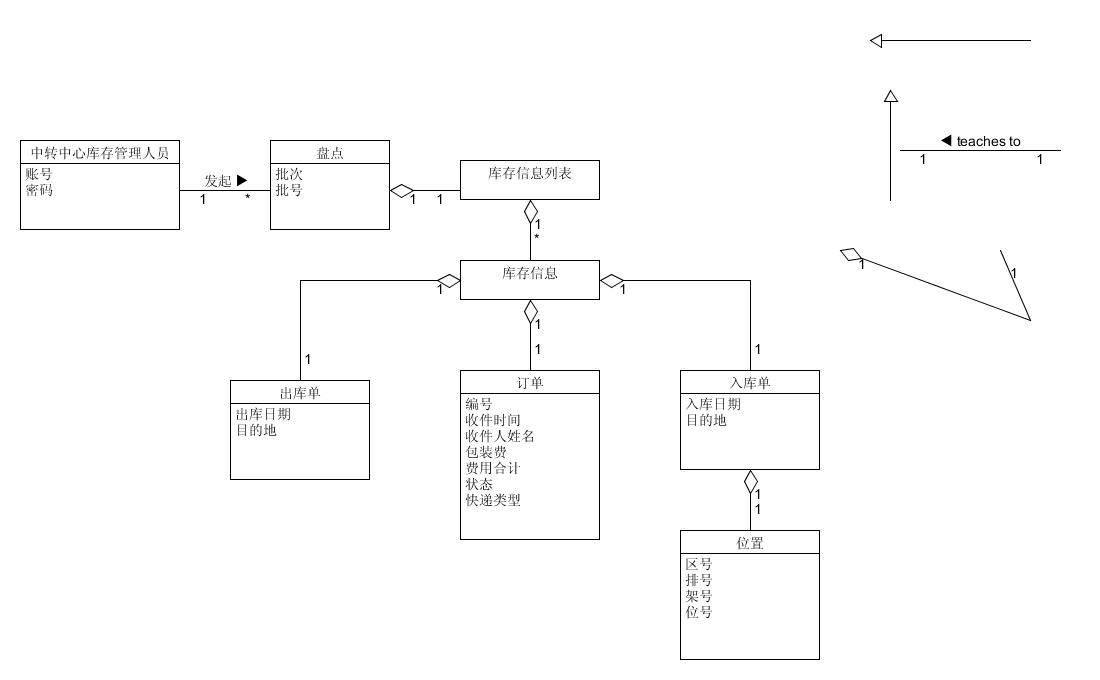 ◀ teaches to
1 1
中转中心库存管理人员
账号
密码
发起 ▶
1 *
盘点
批次
批号
1 1
库存信息列表
1
*
库存信息
1
1
1
1
1
1
1
1
出库单
出库日期
目的地
订单
编号
收件时间
收件人姓名
包装费
费用合计
状态
快递类型
入库单
入库日期
目的地
1
1
位置
区号
排号
架号
位号